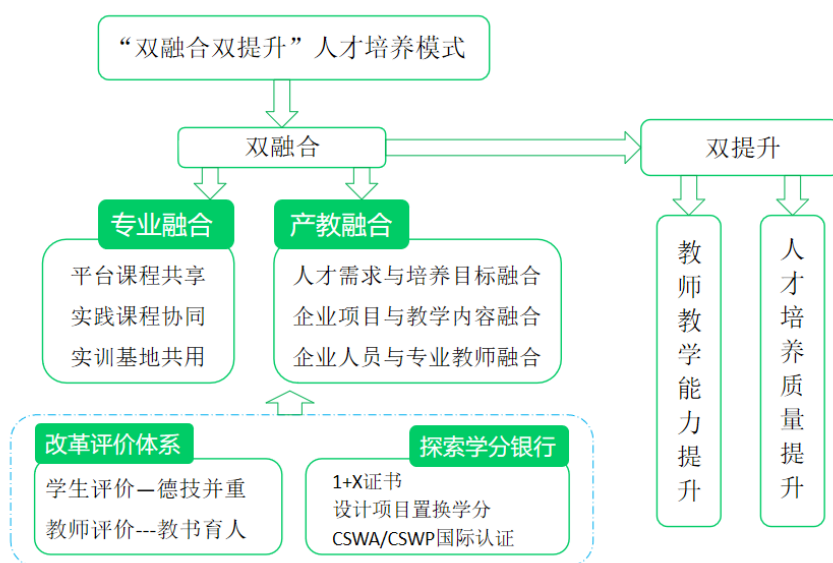 “双融合双提升”人才培养模式
双融合
双提升
专业融合
平台课程共享
实践课程协同
实训基地共用
产教融合
人才需求与培养目标融合
企业项目与教学内容融合
企业人员与专业教师融合
教师教学能力提升
人才培养质量提升
改革评价体系
学生评价—德技并重
教师评价---教书育人
探索学分银行
1+X证书
设计项目置换学分
CSWA/CSWP国际认证